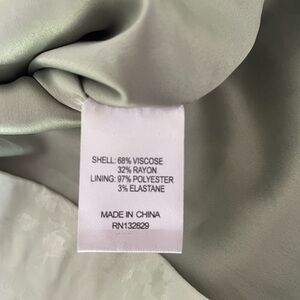 SHELL: 68% VISCOSE
32% RAYON
LINING: 97% POLYESTER
3% ELASTANE
MADE IN CHINA
RN132829